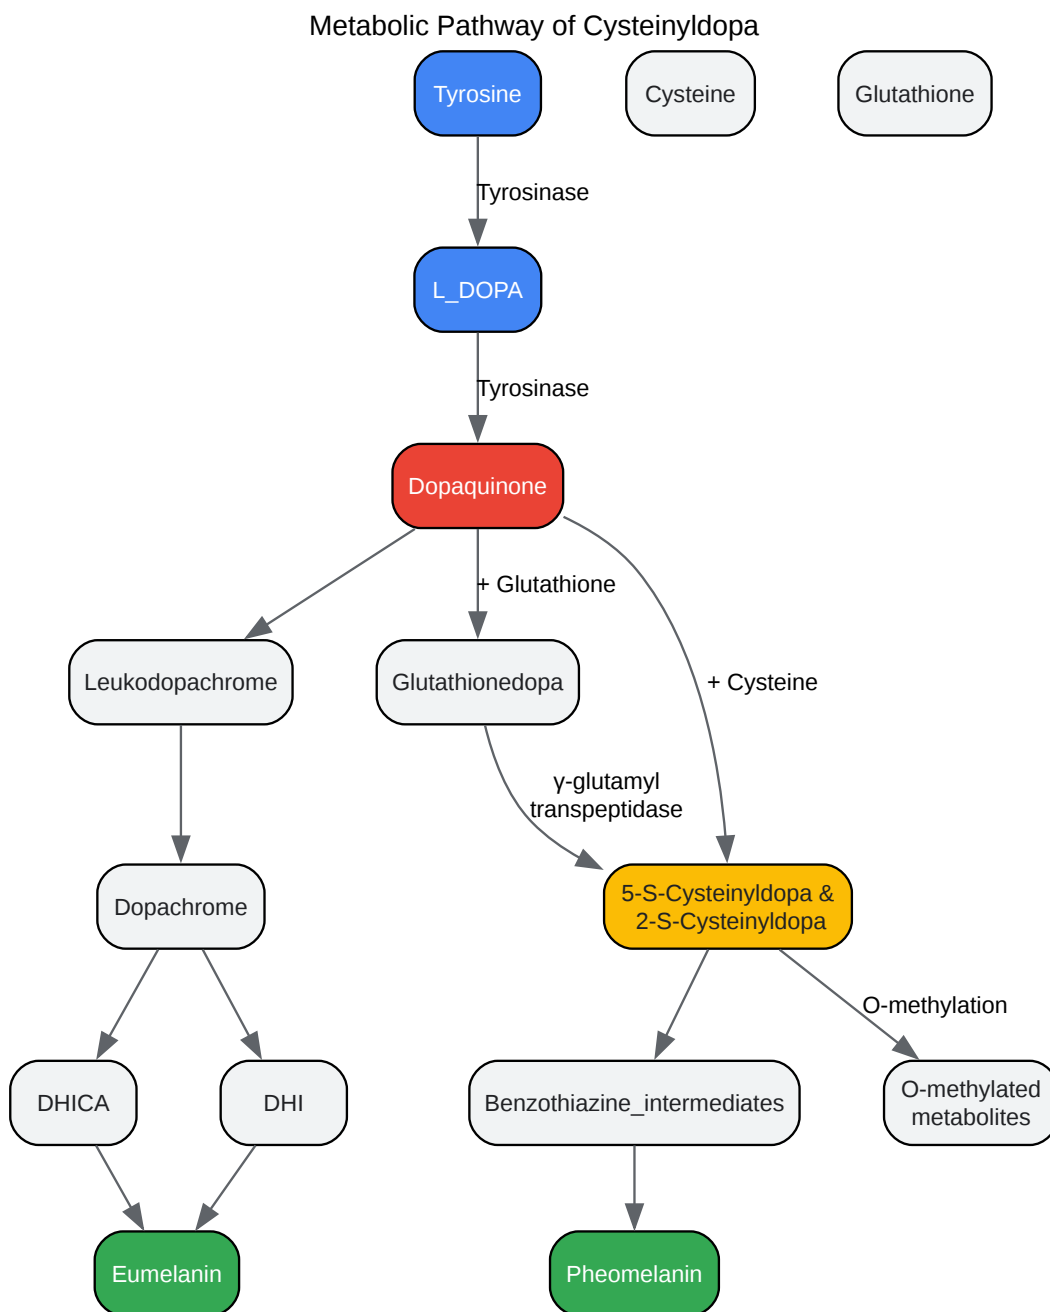 Metabolic Pathway of Cysteinyldopa
Tyrosine
Cysteine
Glutathione
Tyrosinase
L_DOPA
Tyrosinase
Dopaquinone
+ Glutathione
Leukodopachrome
Glutathionedopa
+ Cysteine
γ-glutamyl
transpeptidase
Dopachrome
5-S-Cysteinyldopa &
2-S-Cysteinyldopa
O-methylation
DHICA
DHI
Benzothiazine_intermediates
O-methylated
metabolites
Eumelanin
Pheomelanin